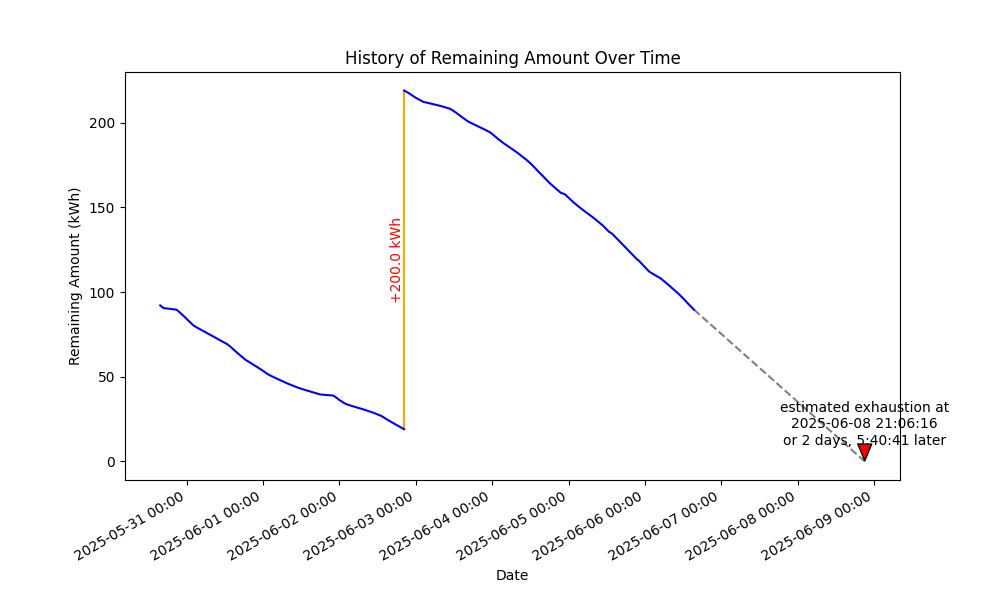 History of Remaining Amount Over Time
Remaining Amount (kWh)
200
150
100
50
0
+200.0 kWh
estimated exhaustion at
2025-06-08 21:06:16
or 2 days, 5:40:41 later
2025-05-31 00:00
2025-06-01 00:00
2025-06-02 00:00
2025-06-03 00:00
2025-06-04 00:00
2025-06-05 00:00
2025-06-06 00:00
2025-06-07 00:00
2025-06-08 00:00
2025-06-09 00:00
Date